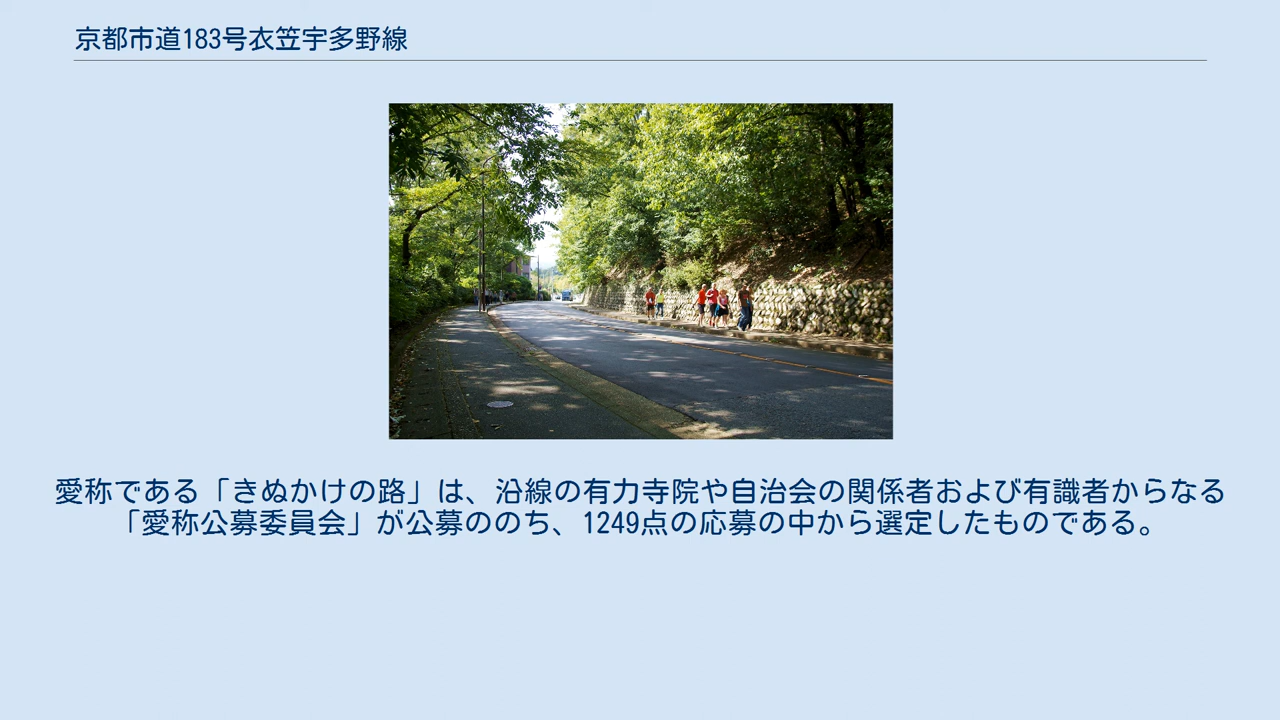 京都市道183号衣笠宇多野線
愛称である「きぬかけの路」は、沿線の有力寺院や自治会の関係者および有識者からなる
「愛称公募委員会」が公募ののち、1249点の応募の中から選定したものである。